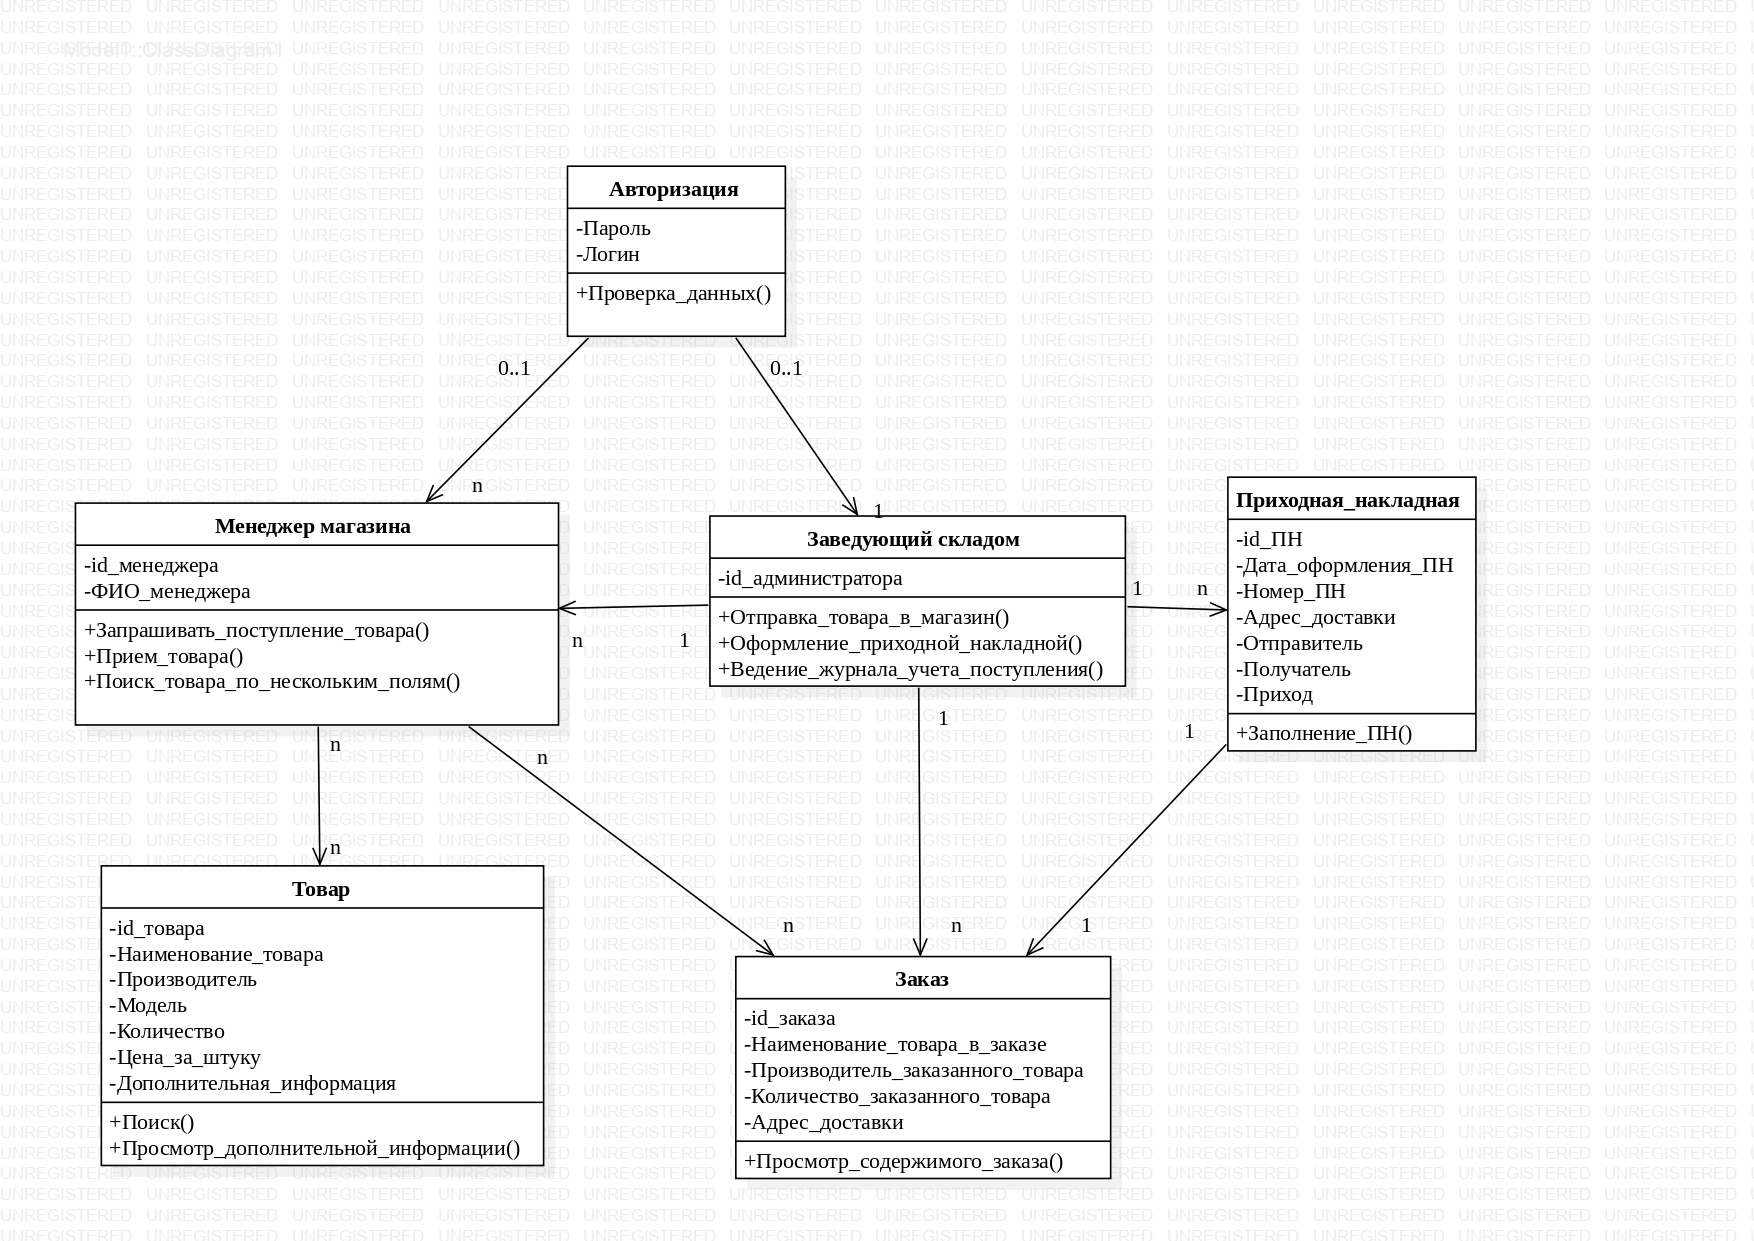 Model1::ClassDiagram1
UNREGISTERED
Авторизация
-Пароль
-Логин
+Проверка_данных()
0..1
0..1
n
1
Менеджер магазина
-id_менеджера
-ФИО_менеджера
+Запрашивать_поступление_товара()
+Прием_товара()
+Поиск_товара_по_нескольким_полям()
n
1
Заведующий складом
-id_администратора
+Отправка_товара_в_магазин()
+Оформление_приходной_накладной()
+Ведение_журнала_учета_поступления()
1
n
Приходная_накладная
-id_ПН
-Дата_оформления_ПН
-Номер_ПН
-Адрес_доставки
-Отправитель
-Получатель
-Приход
+Заполнение_ПН()
n
n
1
1
n
n
n
1
Товар
-id_товара
-Наименование_товара
-Производитель
-Модель
-Количество
-Цена_за_штуку
-Дополнительная_информация
+Поиск()
+Просмотр_дополнительной_информации()
Заказ
-id_заказа
-Наименование_товара_в_заказе
-Производитель_заказанного_товара
-Количество_заказанного_товара
-Адрес_доставки
+Просмотр_содержимого_заказа()